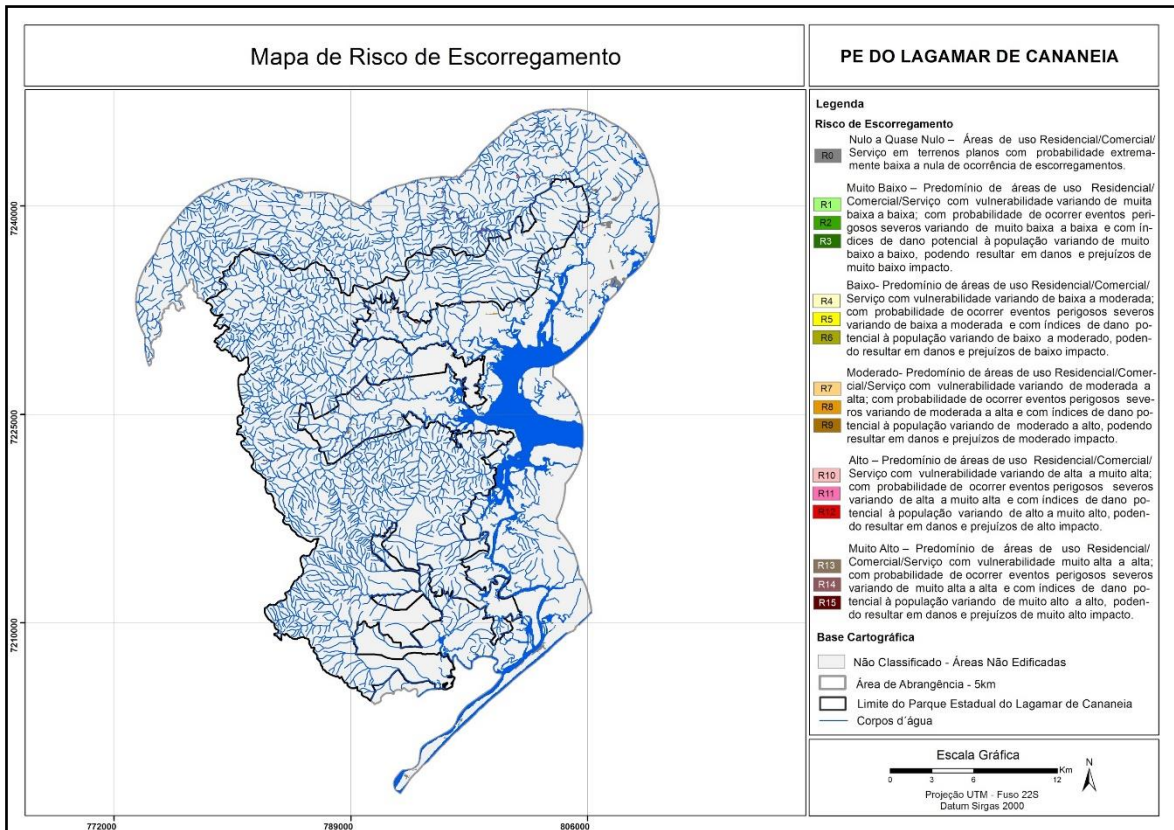 Mapa de Risco de Escorregamento
PE DO LAGAMAR DE CANANEIA
7240000
7225000
7210000
772000
789000
806000
Legenda
Risco de Escorregamento
R0
Nulo a Quase Nulo – Áreas de uso Residencial/Comercial/
Serviço em terrenos planos com probabilidade extrema-
mente baixa a nula de ocorrência de escorregamentos.
R1
R2
R3
Muito Baixo – Predomínio de áreas de uso Residencial/
Comercial/Serviço com vulnerabilidade variando de muita
baixa a baixa; com probabilidade de ocorrer eventos peri-
gosos severos variando de muito baixa a baixa e com ín-
dices de dano potencial à população variando de muito
baixo a baixo, podendo resultar em danos e prejuízos de
muito baixo impacto.
R4
R5
R6
Baixo- Predomínio de áreas de uso Residencial/Comercial/
Serviço com vulnerabilidade variando de baixa a moderada;
com probabilidade de ocorrer eventos perigosos severos
variando de baixa a moderada e com índices de dano po-
tencial à população variando de baixo a moderado, poden-
do resultar em danos e prejuízos de baixo impacto.
R7
R8
R9
Moderado- Predomínio de áreas de uso Residencial/Comer-
cial/Serviço com vulnerabilidade variando de moderada a
alta; com probabilidade de ocorrer eventos perigosos seve-
ros variando de moderada a alta e com índices de dano po-
tencial à população variando de moderado a alto, podendo
resultar em danos e prejuízos de moderado impacto.
R10
R11
R12
Alto – Predomínio de áreas de uso Residencial/Comercial/
Serviço com vulnerabilidade variando de alta a muito alta;
com probabilidade de ocorrer eventos perigosos severos
variando de alta a muito alta e com índices de dano po-
tencial à população variando de alto a muito alto, poden-
do resultar em danos e prejuízos de alto impacto.
R13
R14
R15
Muito Alto – Predomínio de áreas de uso Residencial/
Comercial/Serviço com vulnerabilidade muito alta a alta;
com probabilidade de ocorrer eventos perigosos severos
variando de muito alta a alta e com índices de dano po-
tencial à população variando de muito alto a alto, poden-
do resultar em danos e prejuízos de muito alto impacto.
Base Cartográfica
Não Classificado - Áreas Não Edificadas
Área de Abrangência - 5km
Limite do Parque Estadual do Lagamar de Cananeia
Corpos d´água
Escala Gráfica
Km
0 3 6 12
N
Projeção UTM - Fuso 22S
Datum Sirgas 2000